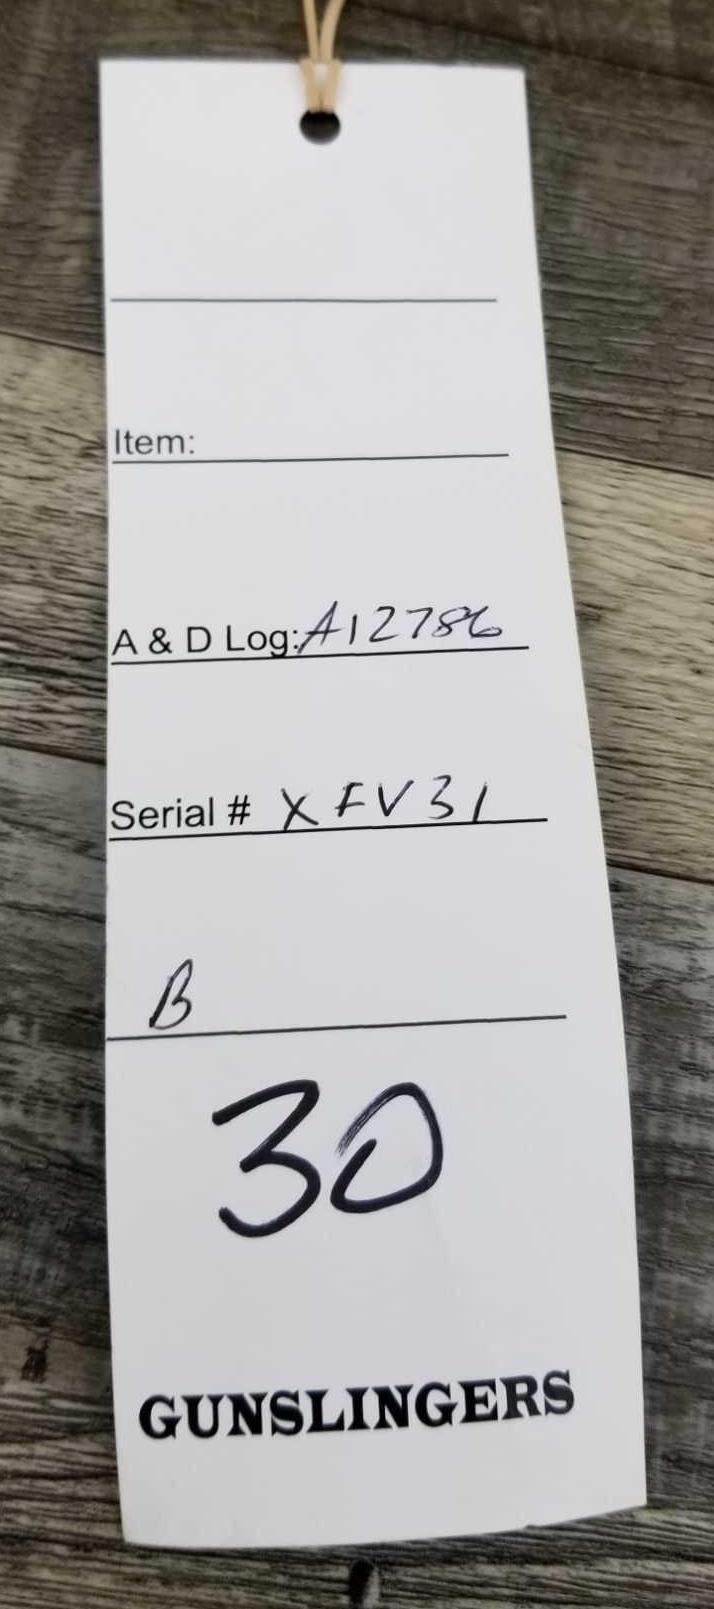 Item:
A & D Log: A12786
Serial # XFV31
B
30
GUNSLINGERS